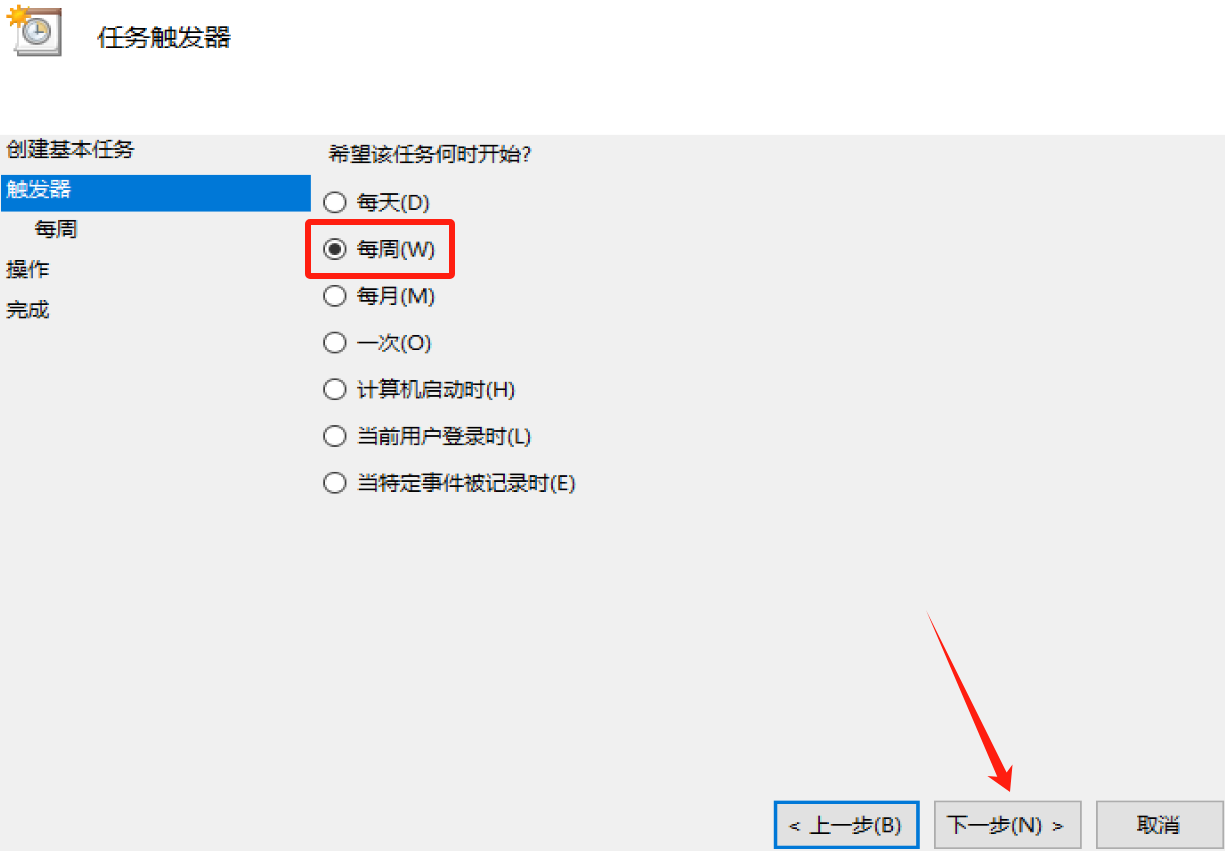 任务触发器
创建基本任务
触发器
每周
操作
完成
希望该任务何时开始?
每天(D)
每周(W)
每月(M)
一次(O)
计算机启动时(H)
当前用户登录时(L)
当特定事件被记录时(E)
< 上一步(B)
下一步(N) >
取消